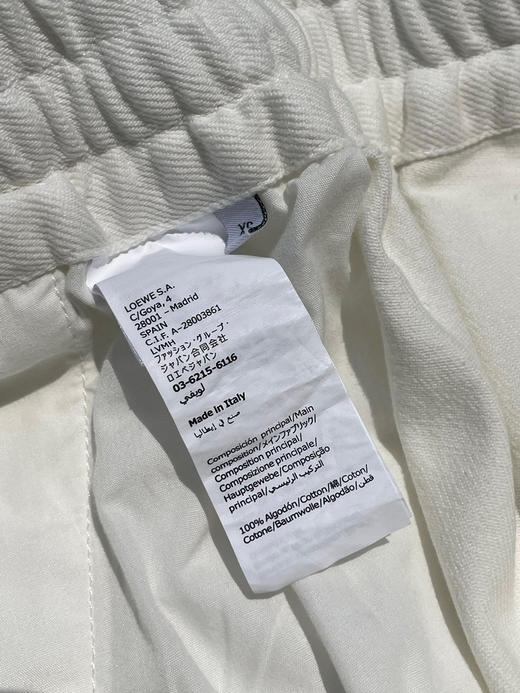 XS
LOEWE S.A.
C/Goya, 4
28001 – Madrid
SPAIN
C.I.F. A-28003861
LVMH
ファッション・グループ・
ジャパン合同会社
ロエベジャパン
03-6215-6116
لويفي
Made in Italy
صنع في إيطاليا
Composición principal/Main
composition/メインファブリック/
Composition principal/
Composizione principale/
Hauptgewebe/Composição
principal/التركيب الرئيسي
100% Algodón/Cotton/綿/Coton/
Cotone/Baumwolle/Algodão/قطن